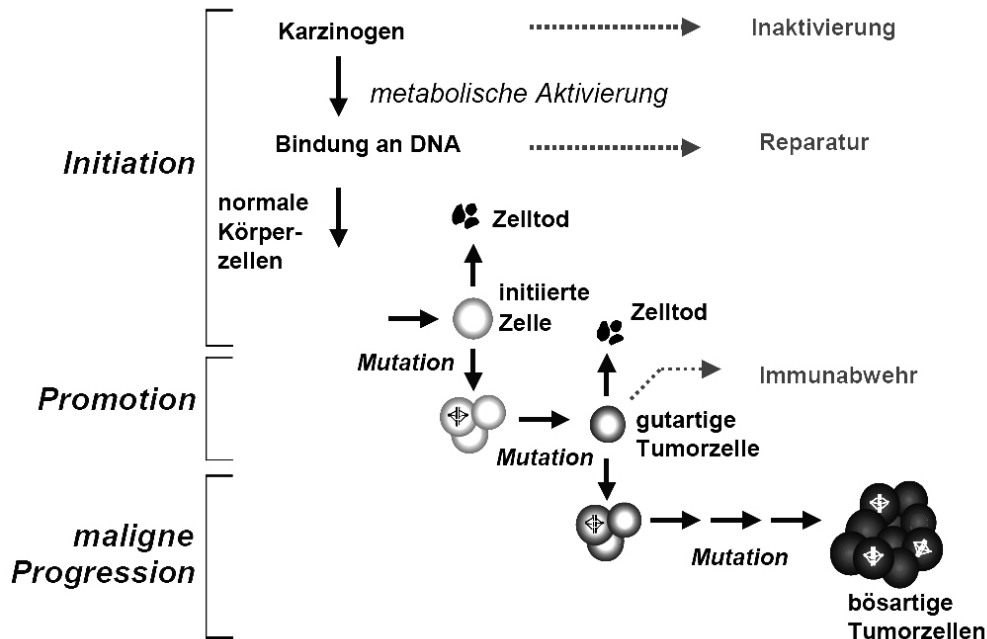 Karzinogen
Inaktivierung
metabolische Aktivierung
Bindung an DNA
Reparatur
Initiation
normale
Körper-
zellen
Zelltod
initiierte
Zelle
Zelltod
Mutation
Immunabwehr
Promotion
gutartige
Tumorzelle
Mutation
maligne
Progression
Mutation
bösartige
Tumorzellen